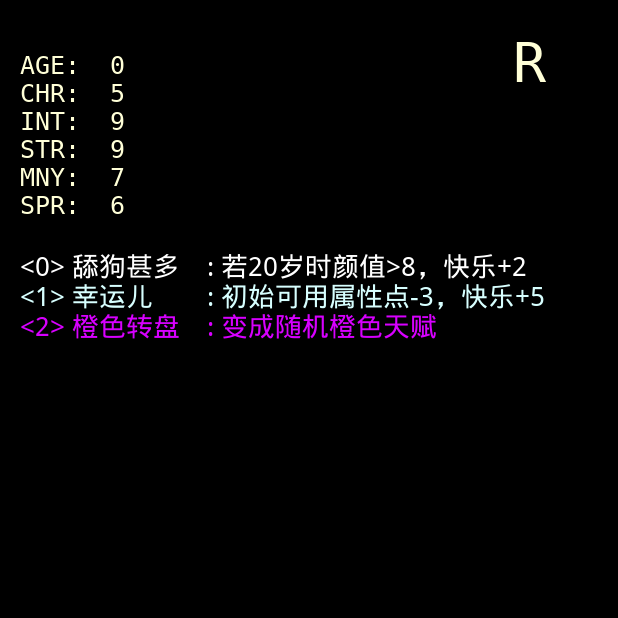 R
AGE: 0
CHR: 5
INT: 9
STR: 9
MNY: 7
SPR: 6
<0> 舔狗甚多 : 若20岁时颜值>8，快乐+2
<1> 幸运儿 : 初始可用属性点-3，快乐+5
<2> 橙色转盘 : 变成随机橙色天赋